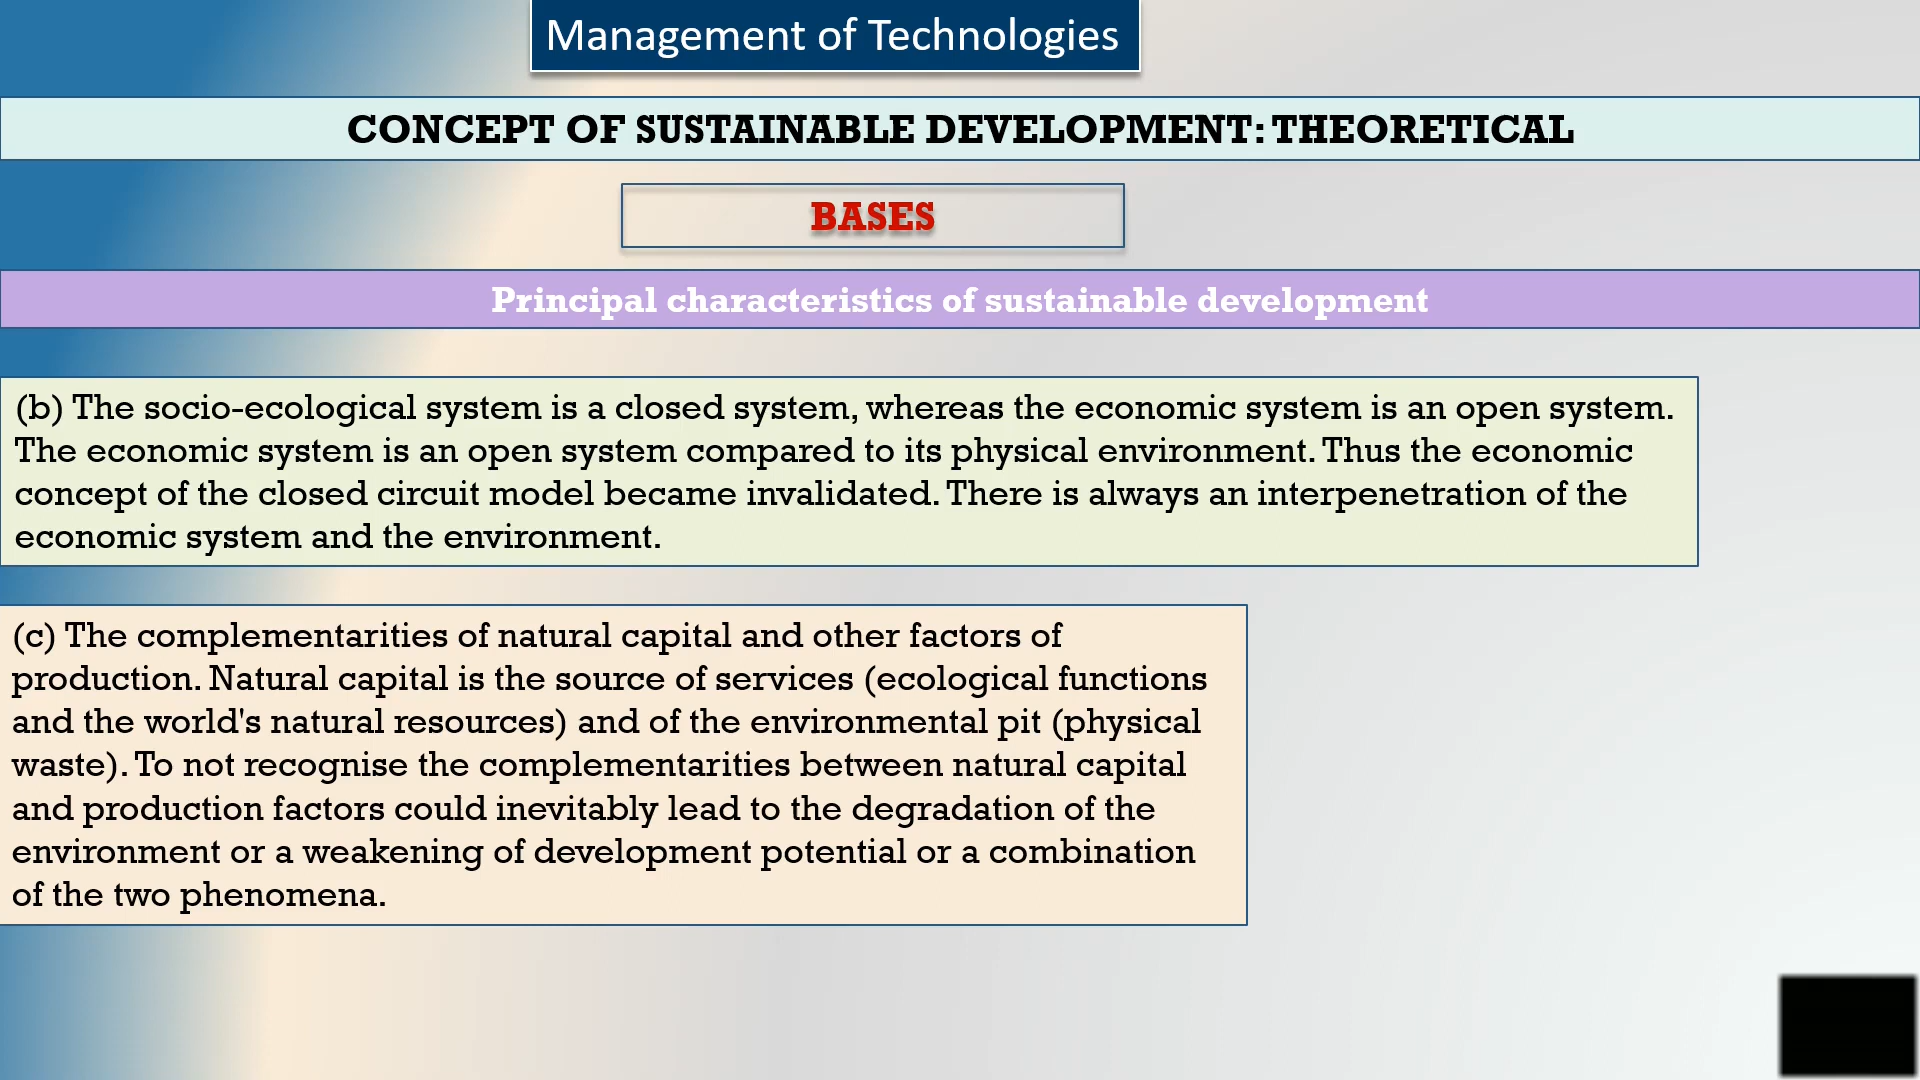 Management of Technologies
CONCEPT OF SUSTAINABLE DEVELOPMENT: THEORETICAL
BASES
Principal characteristics of sustainable development
(b) The socio-ecological system is a closed system, whereas the economic system is an open system.
The economic system is an open system compared to its physical environment. Thus the economic
concept of the closed circuit model became invalidated. There is always an interpenetration of the
economic system and the environment.
(c) The complementarities of natural capital and other factors of
production. Natural capital is the source of services (ecological functions
and the world's natural resources) and of the environmental pit (physical
waste). To not recognise the complementarities between natural capital
and production factors could inevitably lead to the degradation of the
environment or a weakening of development potential or a combination
of the two phenomena.